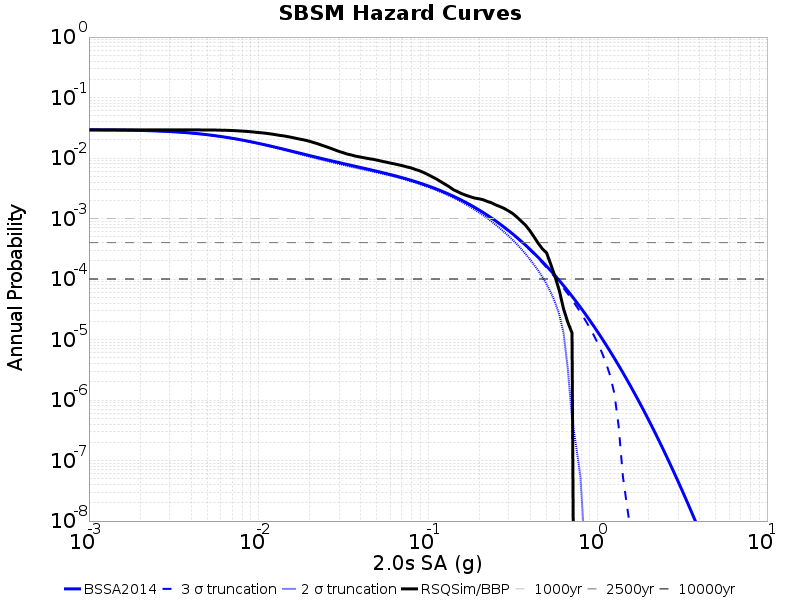 SBSM Hazard Curves
10^0
10^-1
10^-2
10^-3
10^-4
10^-5
10^-6
10^-7
10^-8
Annual Probability
10^-3 10^-2 10^-1 10^0 10^1
2.0s SA (g)
BSSA2014 3 σ truncation 2 σ truncation RSQSim/BBP 1000yr 2500yr 10000yr